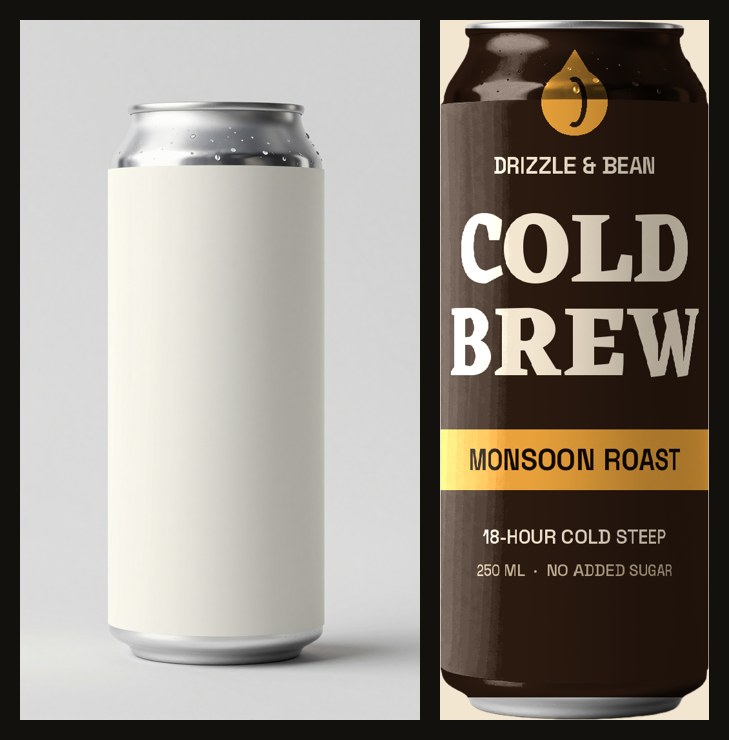 DRIZZLE & BEAN
COLD
BREW
MONSOON ROAST
18-HOUR COLD STEEP
250 ML · NO ADDED SUGAR